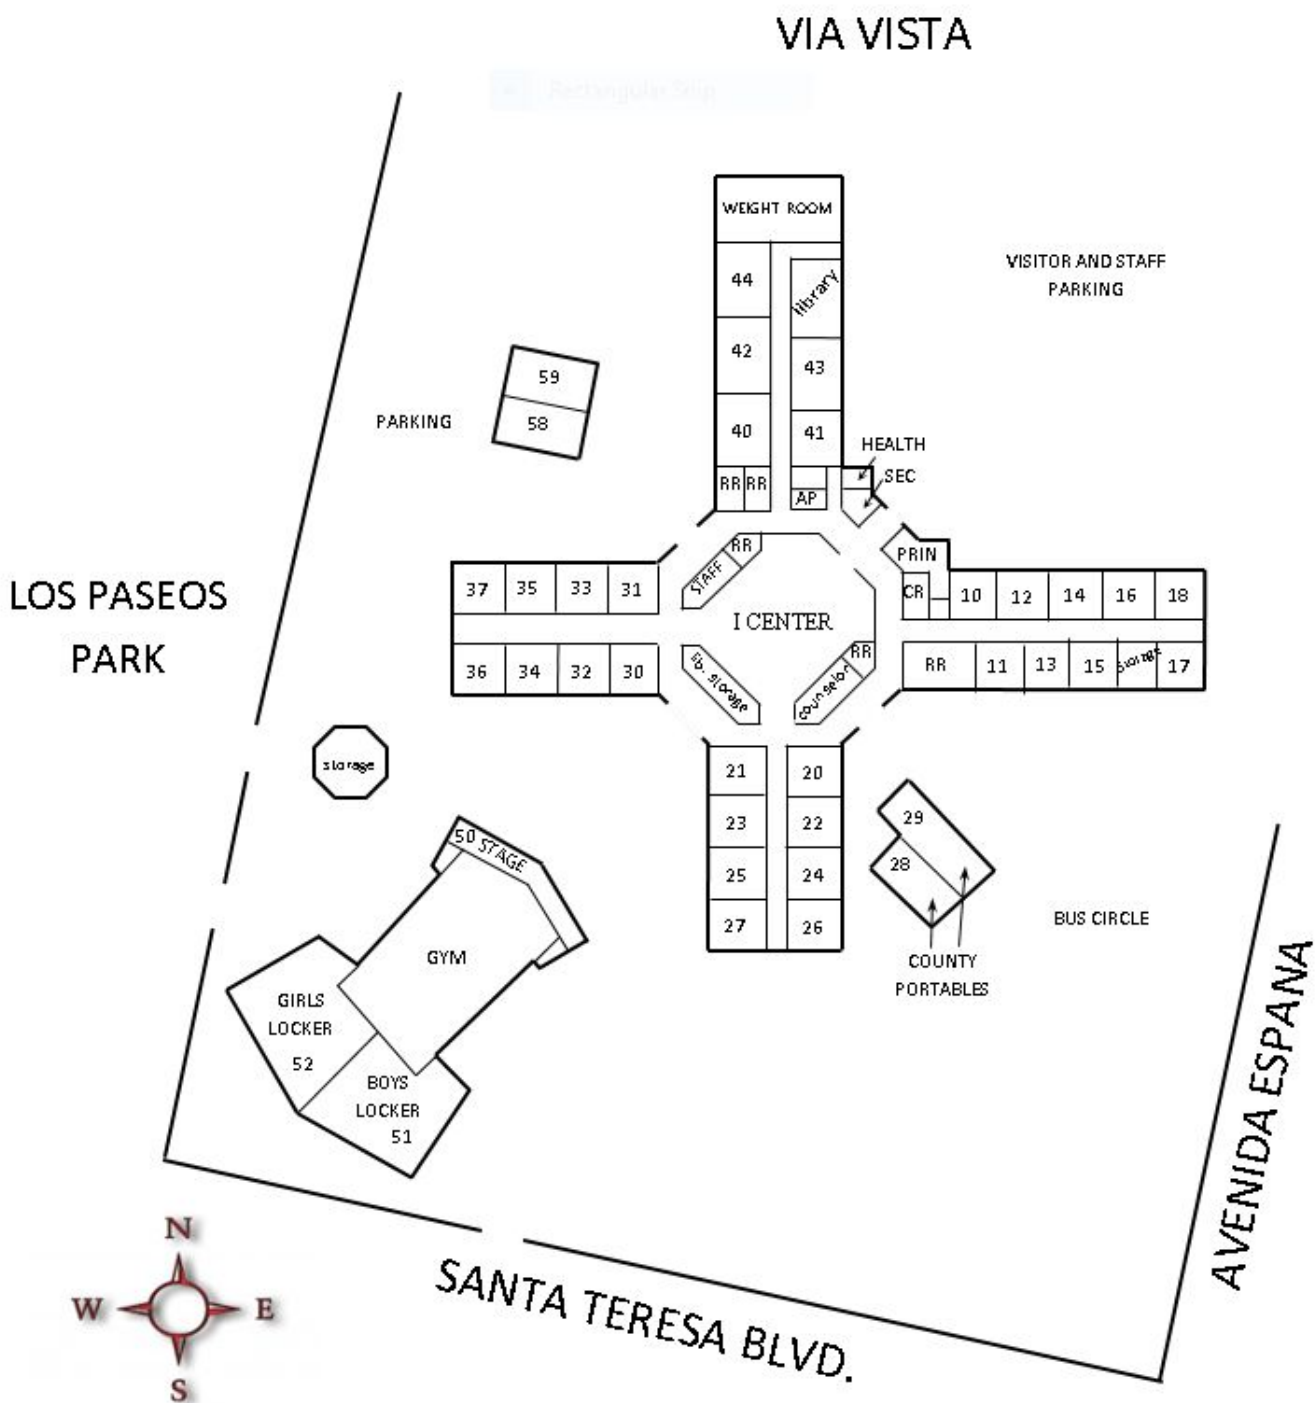 VIA VISTA
Rectangular Snip
WEIGHT ROOM
VISITOR AND STAFF
PARKING
44
library
42
43
59
58
PARKING
40
41
HEALTH
SEC
RR RR
AP
RR
STAFF
PRIN
CR
LOS PASEOS
PARK
37 35 33 31
I CENTER
10 12 14 16 18
36 34 32 30
lib. storage
RR
counselor
RR 11 13 15 storage 17
storage
21 20
23 22
25 24
27 26
29
28
COUNTY
PORTABLES
BUS CIRCLE
50 STAGE
GYM
GIRLS
LOCKER
52
BOYS
LOCKER
51
AVENIDA ESPANA
SANTA TERESA BLVD.
N
W E
S